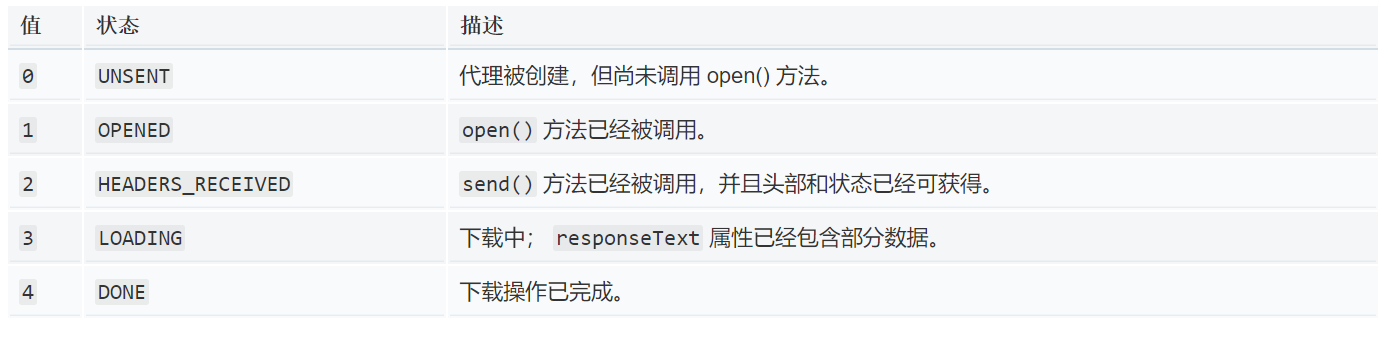 值 状态 描述
0 UNSENT 代理被创建，但尚未调用 open() 方法。
1 OPENED open() 方法已经被调用。
2 HEADERS_RECEIVED send() 方法已经被调用，并且头部和状态已经可获得。
3 LOADING 下载中； responseText 属性已经包含部分数据。
4 DONE 下载操作已完成。